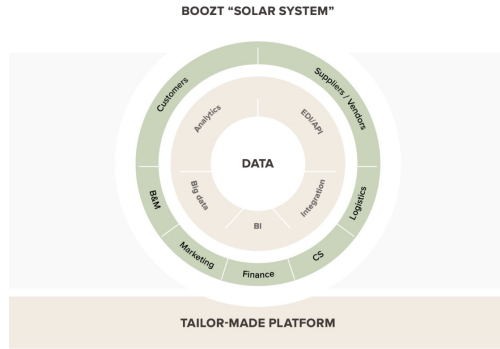 BOOZT “SOLAR SYSTEM”
Customers
Suppliers / Vendors
Analytics
EDI/API
DATA
B&M
Big data
Integration
Logistics
BI
Marketing
Finance
CS
TAILOR-MADE PLATFORM